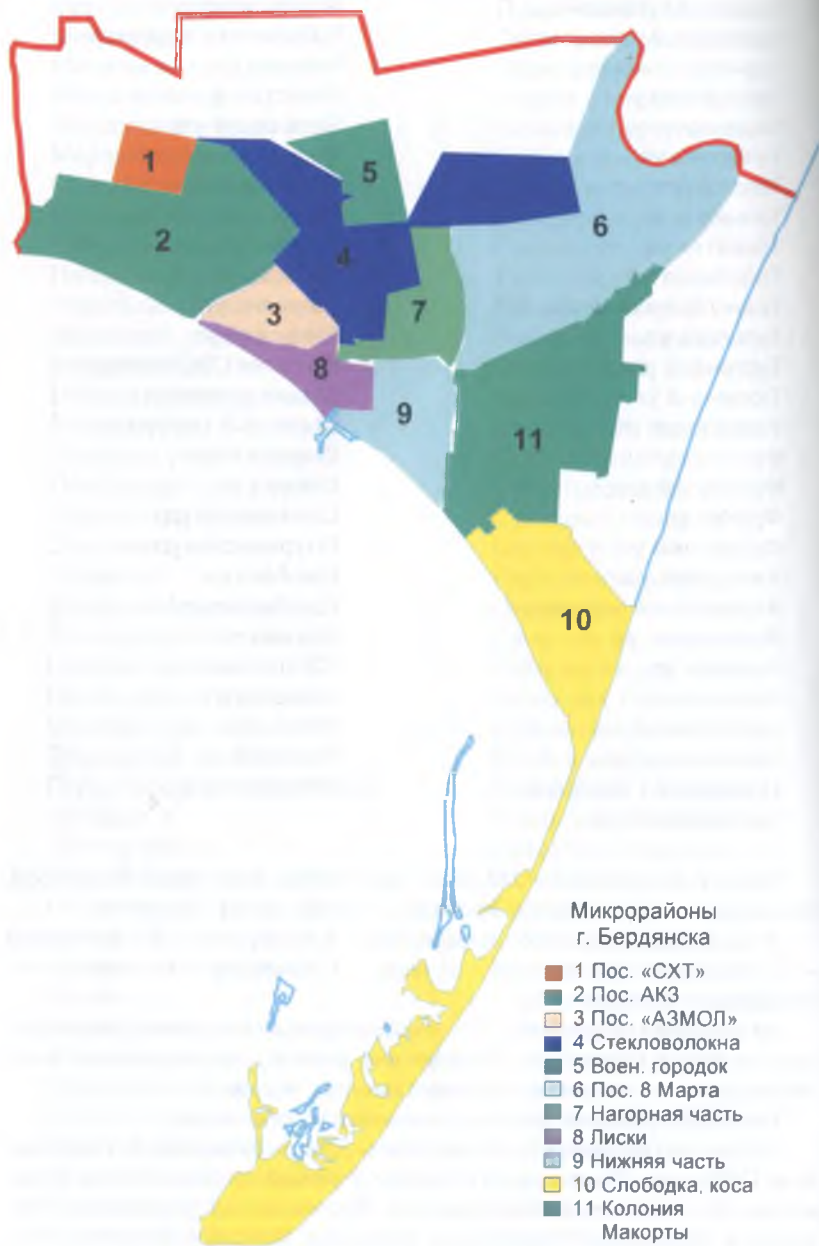 1
2
3
4
5
6
7
8
9
10
11
Микрорайоны
г. Бердянска
1 Пос. «СХТ»
2 Пос. АКЗ
3 Пос. «АЗМОЛ»
4 Стекловолокна
5 Воен. городок
6 Пос. 8 Марта
7 Нагорная часть
8 Лиски
9 Нижняя часть
10 Слободка, коса
11 Колония
Макорты